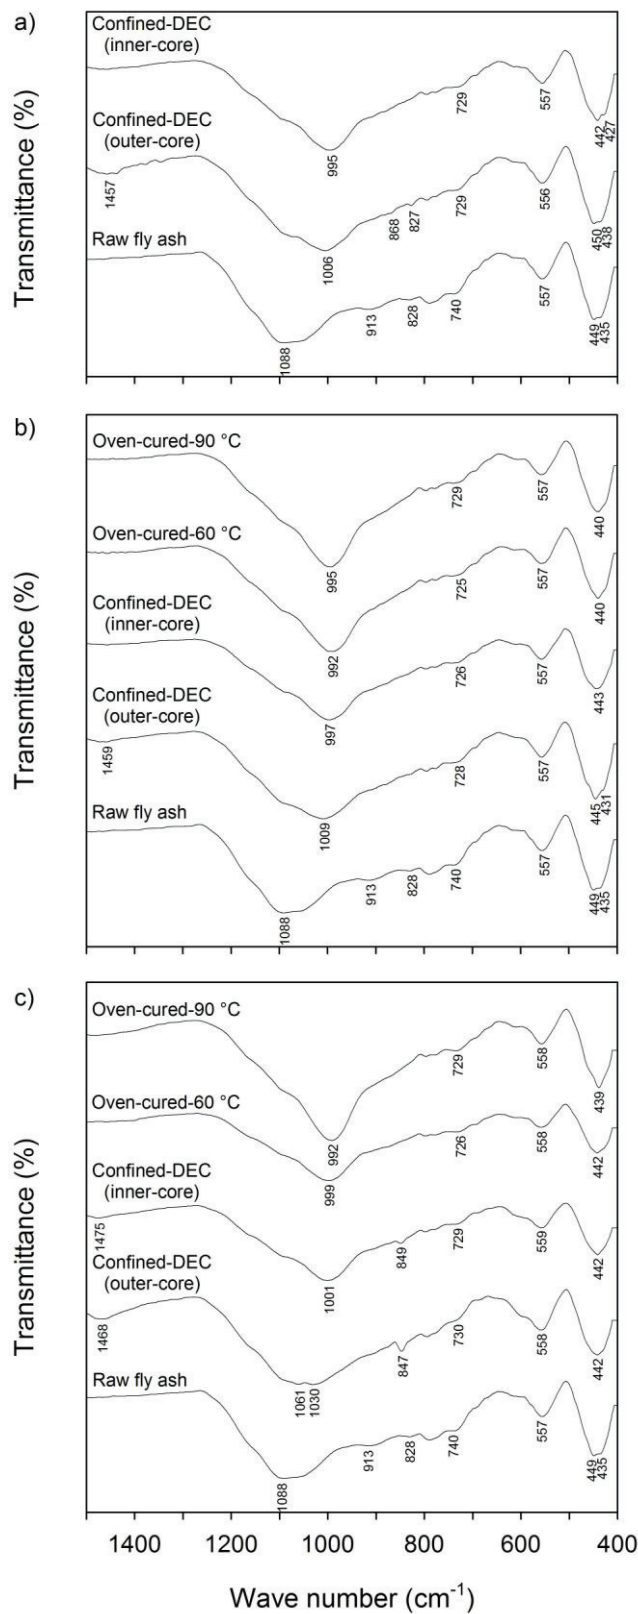 a)
Confined-DEC
(inner-core)
729
557
442
427
995
Confined-DEC
(outer-core)
1457
868
827
729
556
450
438
1006
Raw fly ash
913
828
740
557
449
435
1088
Transmittance (%)
b)
Oven-cured-90 °C
729
557
440
995
Oven-cured-60 °C
725
557
440
992
Confined-DEC
(inner-core)
726
557
443
997
Confined-DEC
(outer-core)
1459
728
557
445
431
1009
Raw fly ash
913
828
740
557
449
435
1088
Transmittance (%)
c)
Oven-cured-90 °C
729
558
439
992
Oven-cured-60 °C
726
558
442
999
Confined-DEC
(inner-core)
1475
849
729
559
442
1001
Confined-DEC
(outer-core)
1468
847
730
558
442
1061
1030
Raw fly ash
913
828
740
557
449
435
1088
Transmittance (%)
1400 1200 1000 800 600 400
Wave number (cm⁻¹)